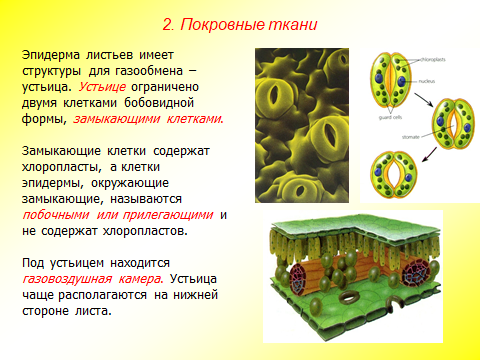 2. Покровные ткани
Эпидерма листьев имеет
структуры для газообмена –
устьица. Устьице ограничено
двумя клетками бобовидной
формы, замыкающими клетками.
Замыкающие клетки содержат
хлоропласты, а клетки
эпидермы, окружающие
замыкающие, называются
побочными или прилегающими и
не содержат хлоропластов.
Под устьицем находится
газовоздушная камера. Устьица
чаще располагаются на нижней
стороне листа.
chloroplasts
nucleus
guard cells
stomate